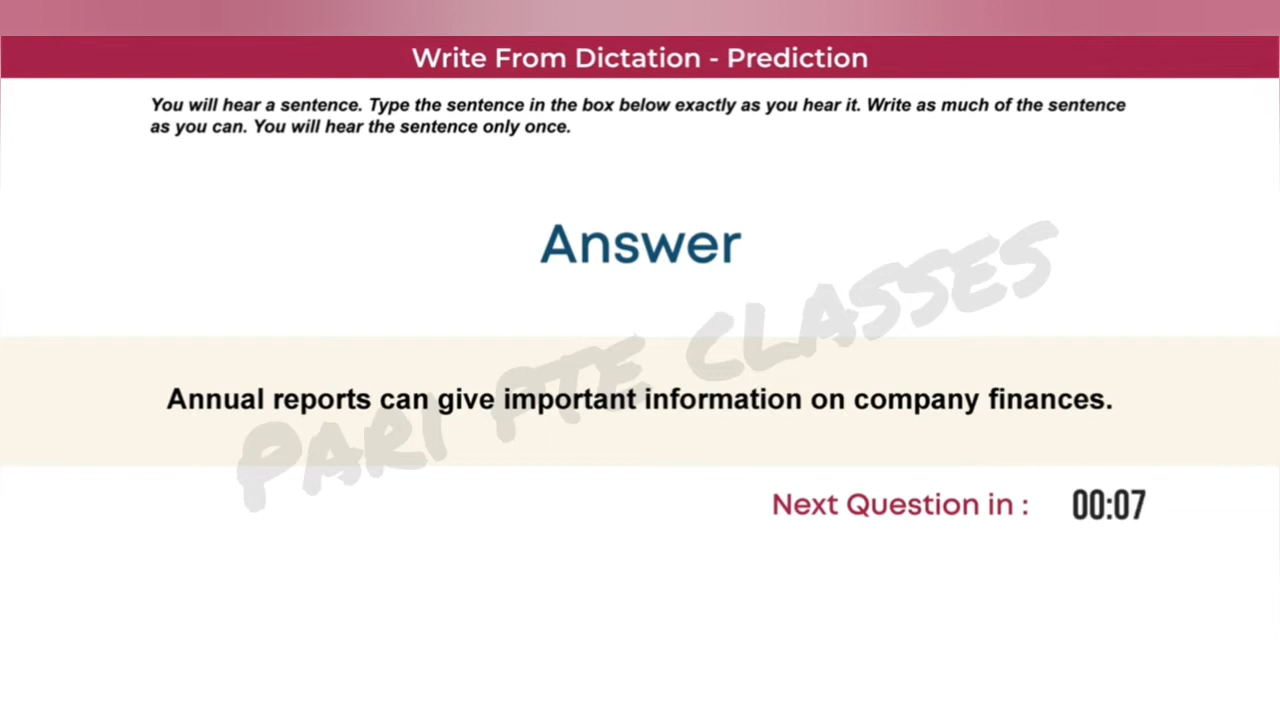 Write From Dictation - Prediction
You will hear a sentence. Type the sentence in the box below exactly as you hear it. Write as much of the sentence
as you can. You will hear the sentence only once.
Answer
PARI PTE CLASSES
Annual reports can give important information on company finances.
Next Question in : 00:07